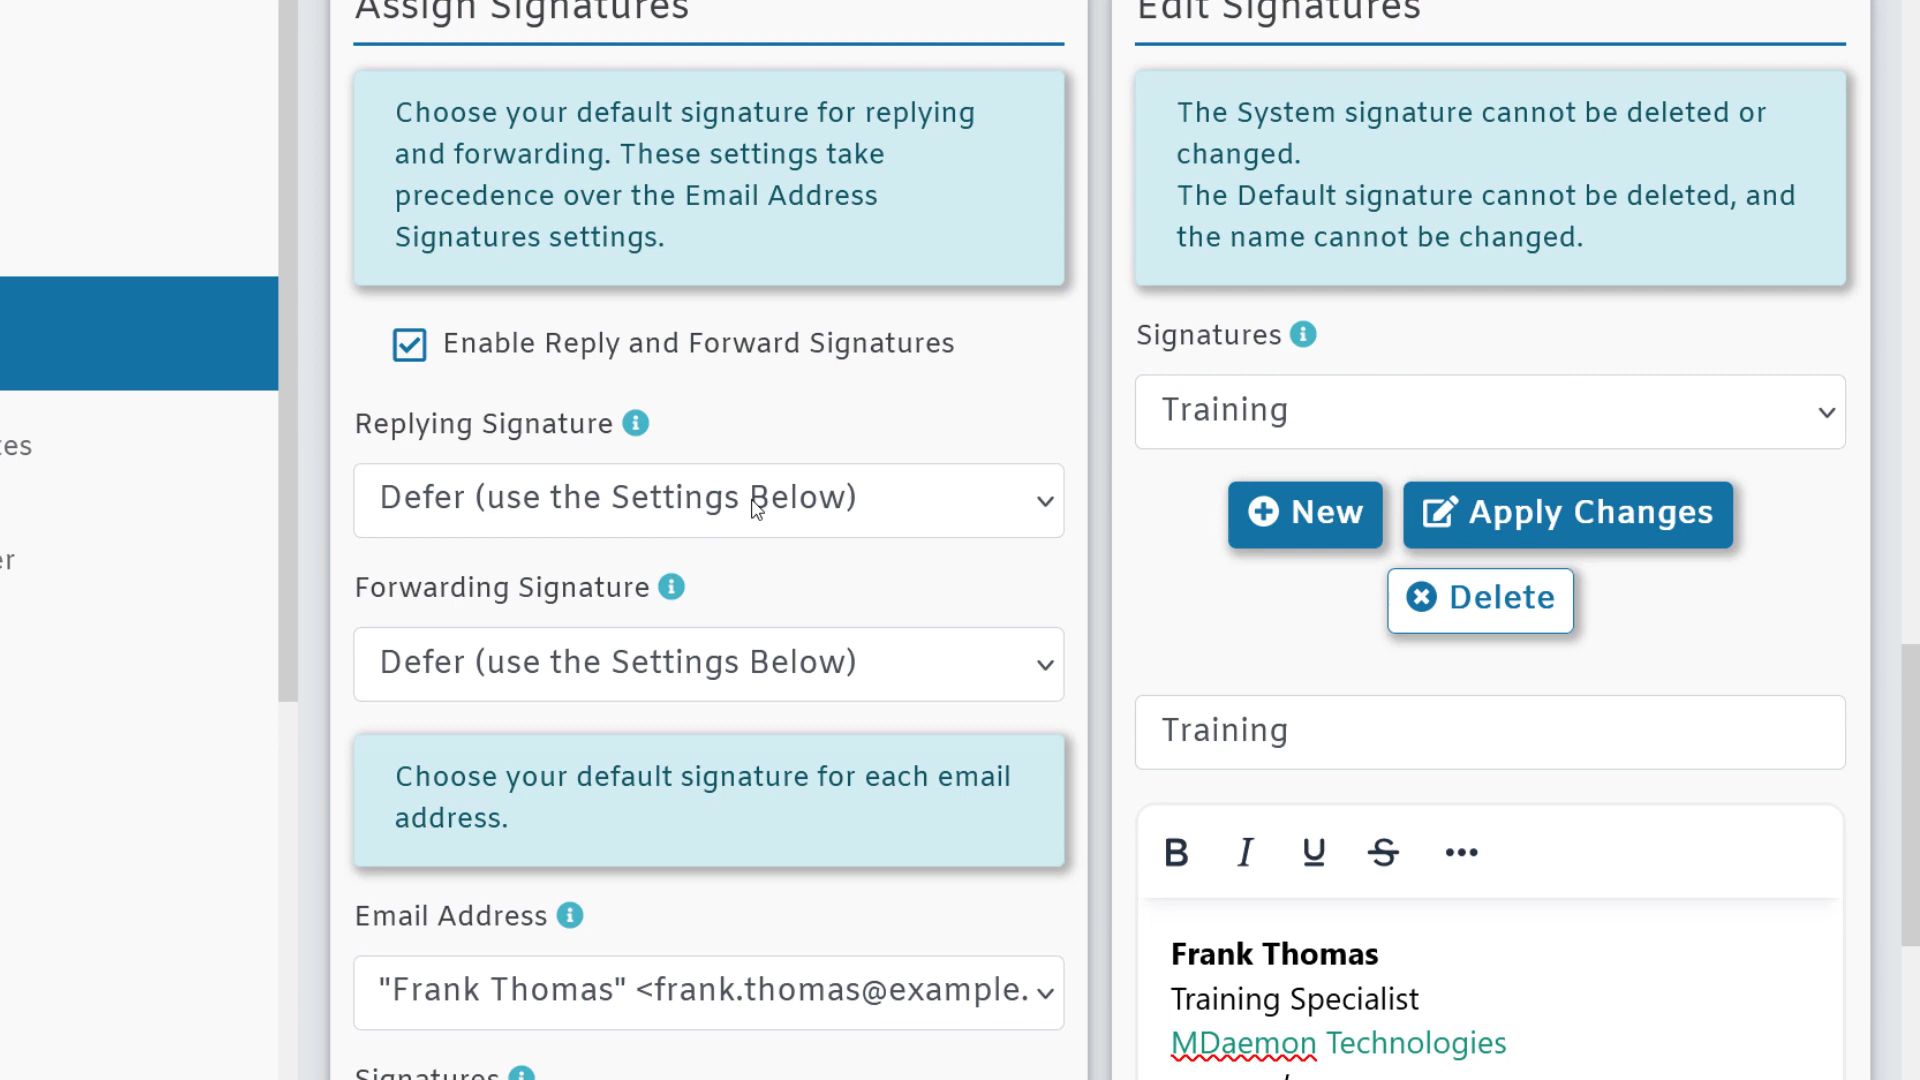 Assign Signatures
Choose your default signature for replying
and forwarding. These settings take
precedence over the Email Address
Signatures settings.
Enable Reply and Forward Signatures
Replying Signature
Defer (use the Settings Below)
Forwarding Signature
Defer (use the Settings Below)
Choose your default signature for each email
address.
Email Address
"Frank Thomas" <frank.thomas@example.
Signatures
Edit Signatures
The System signature cannot be deleted or
changed.
The Default signature cannot be deleted, and
the name cannot be changed.
Signatures
Training
New
Apply Changes
Delete
Training
B I U S
Frank Thomas
Training Specialist
MDaemon Technologies